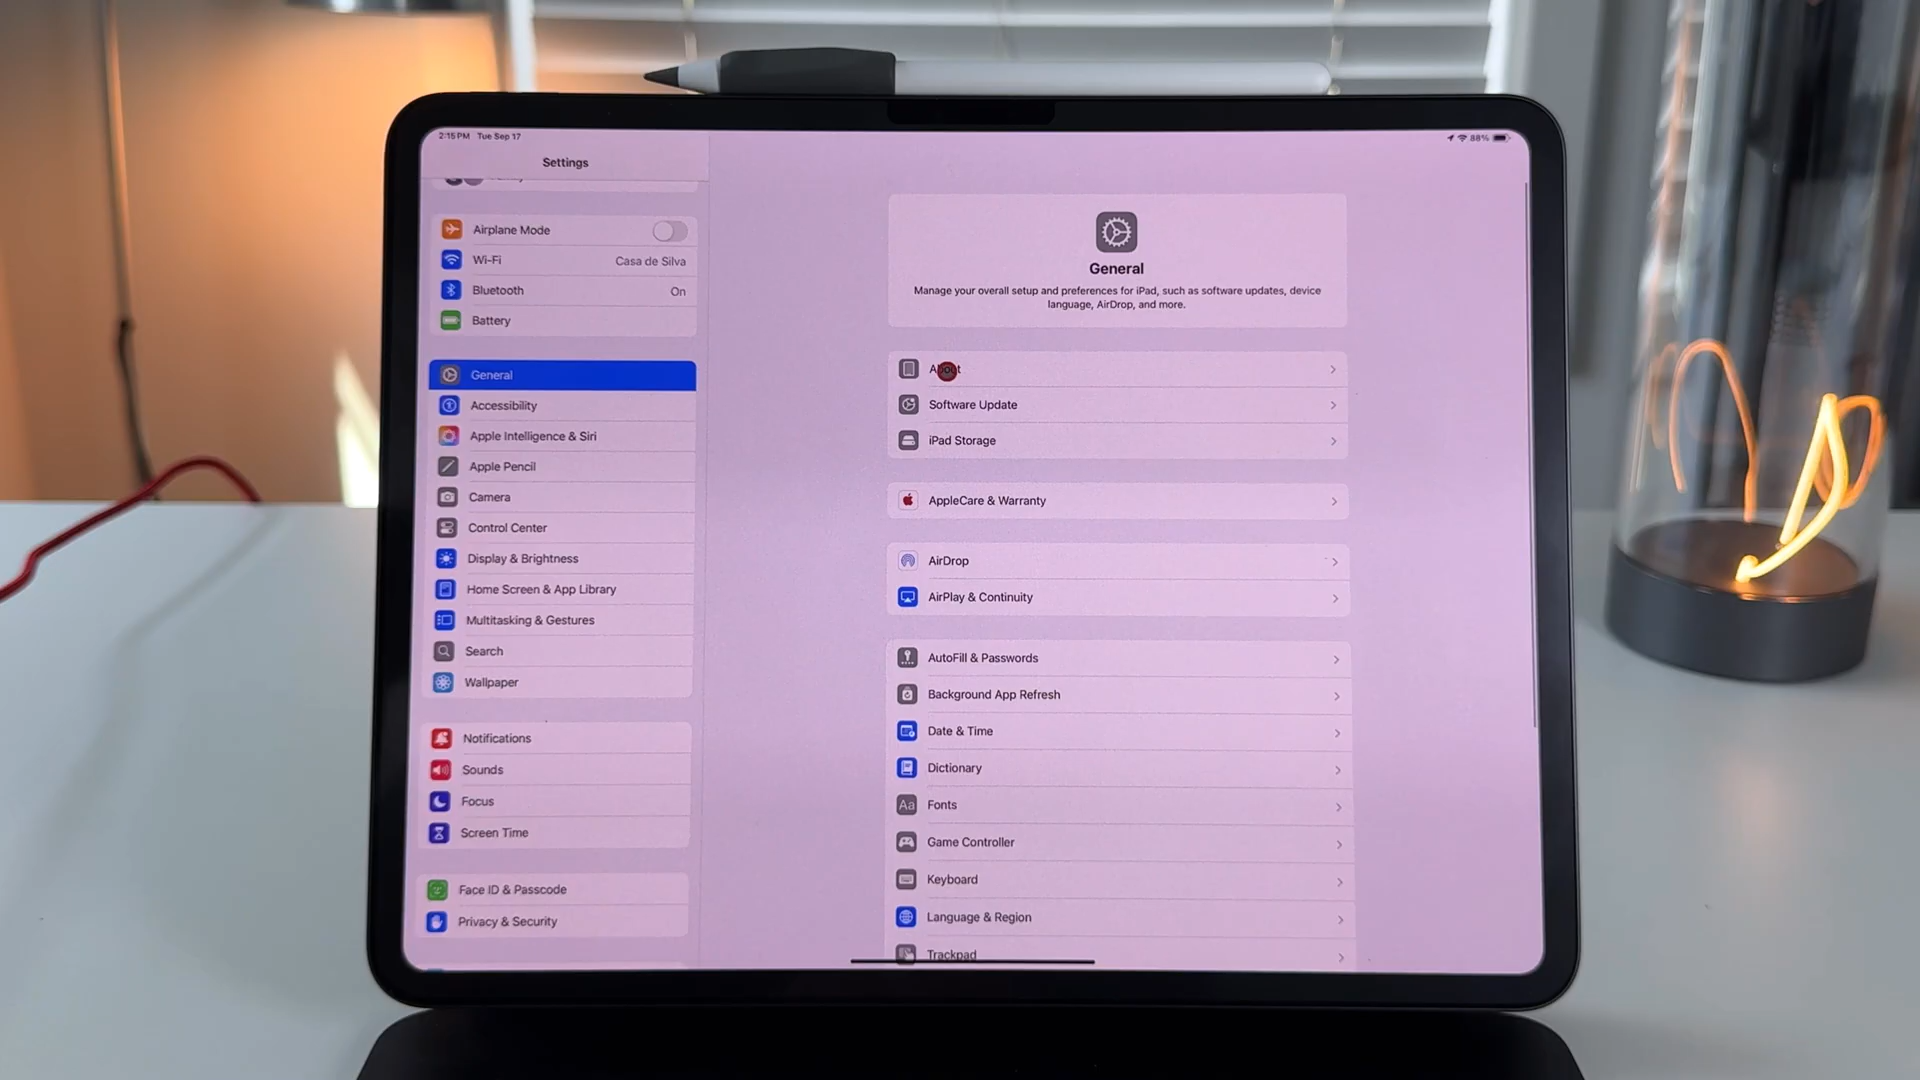 2:15 PM Tue Sep 17
88%
Settings
Airplane Mode
Wi-Fi Casa de Silva
Bluetooth On
Battery
General
Accessibility
Apple Intelligence & Siri
Apple Pencil
Camera
Control Center
Display & Brightness
Home Screen & App Library
Multitasking & Gestures
Search
Wallpaper
Notifications
Sounds
Focus
Screen Time
Face ID & Passcode
Privacy & Security
General
Manage your overall setup and preferences for iPad, such as software updates, device
language, AirDrop, and more.
About
Software Update
iPad Storage
AppleCare & Warranty
AirDrop
AirPlay & Continuity
AutoFill & Passwords
Background App Refresh
Date & Time
Dictionary
Aa Fonts
Game Controller
Keyboard
Language & Region
Trackpad